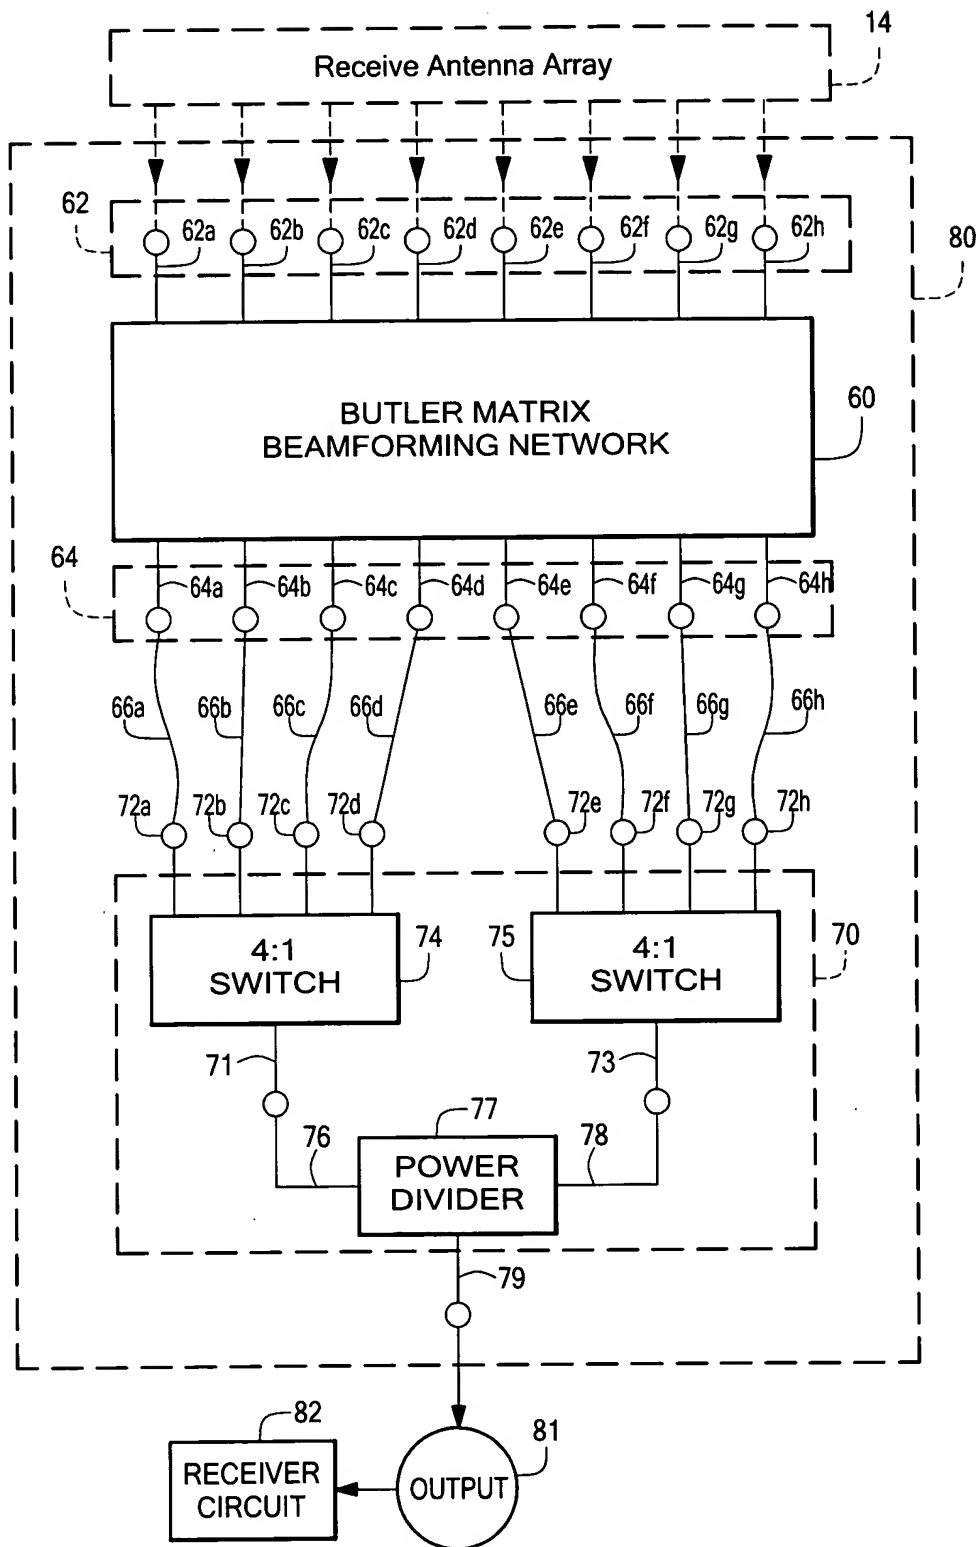 14
Receive Antenna Array
62
62a 62b 62c 62d 62e 62f 62g 62h
80
BUTLER MATRIX
BEAMFORMING NETWORK
60
64
64a 64b 64c 64d 64e 64f 64g 64h
66a 66b 66c 66d 66e 66f 66g 66h
72a 72b 72c 72d 72e 72f 72g 72h
4:1
SWITCH
74
75
4:1
SWITCH
70
71
73
77
76
78
POWER
DIVIDER
79
82
81
RECEIVER
CIRCUIT
OUTPUT